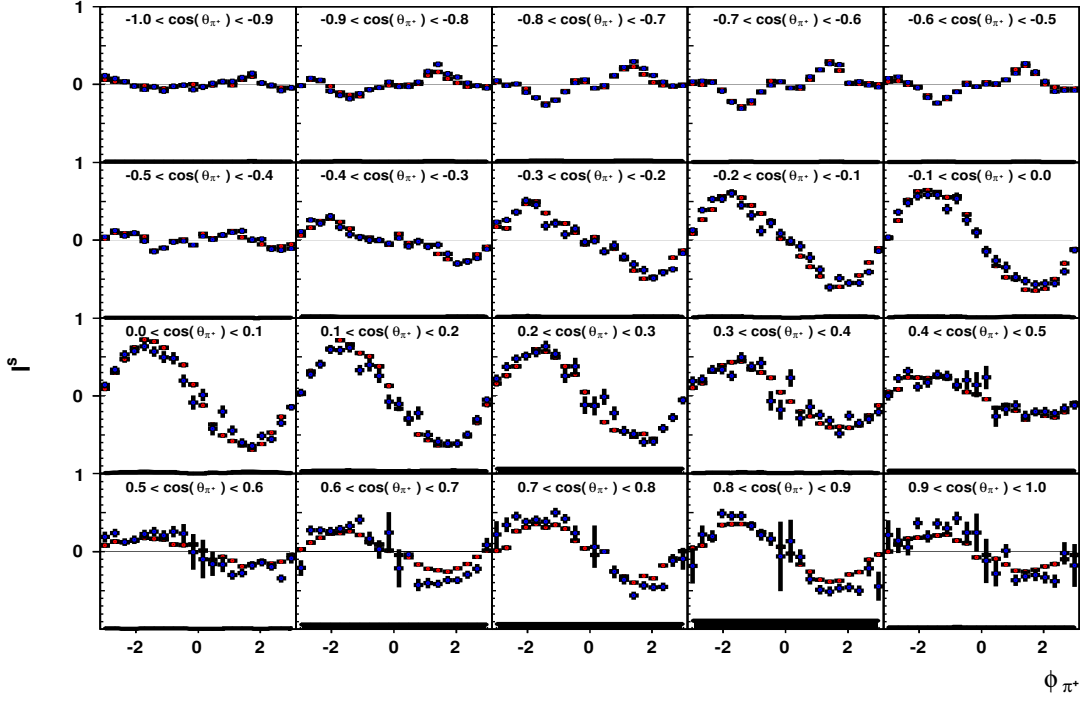 1
-1.0 < cos(θπ+) < -0.9
-0.9 < cos(θπ+) < -0.8
-0.8 < cos(θπ+) < -0.7
-0.7 < cos(θπ+) < -0.6
-0.6 < cos(θπ+) < -0.5
0
1
-0.5 < cos(θπ+) < -0.4
-0.4 < cos(θπ+) < -0.3
-0.3 < cos(θπ+) < -0.2
-0.2 < cos(θπ+) < -0.1
-0.1 < cos(θπ+) < 0.0
0
1
0.0 < cos(θπ+) < 0.1
0.1 < cos(θπ+) < 0.2
0.2 < cos(θπ+) < 0.3
0.3 < cos(θπ+) < 0.4
0.4 < cos(θπ+) < 0.5
Iˢ
0
1
0.5 < cos(θπ+) < 0.6
0.6 < cos(θπ+) < 0.7
0.7 < cos(θπ+) < 0.8
0.8 < cos(θπ+) < 0.9
0.9 < cos(θπ+) < 1.0
0
-2 0 2 -2 0 2 -2 0 2 -2 0 2 -2 0 2
ϕπ+